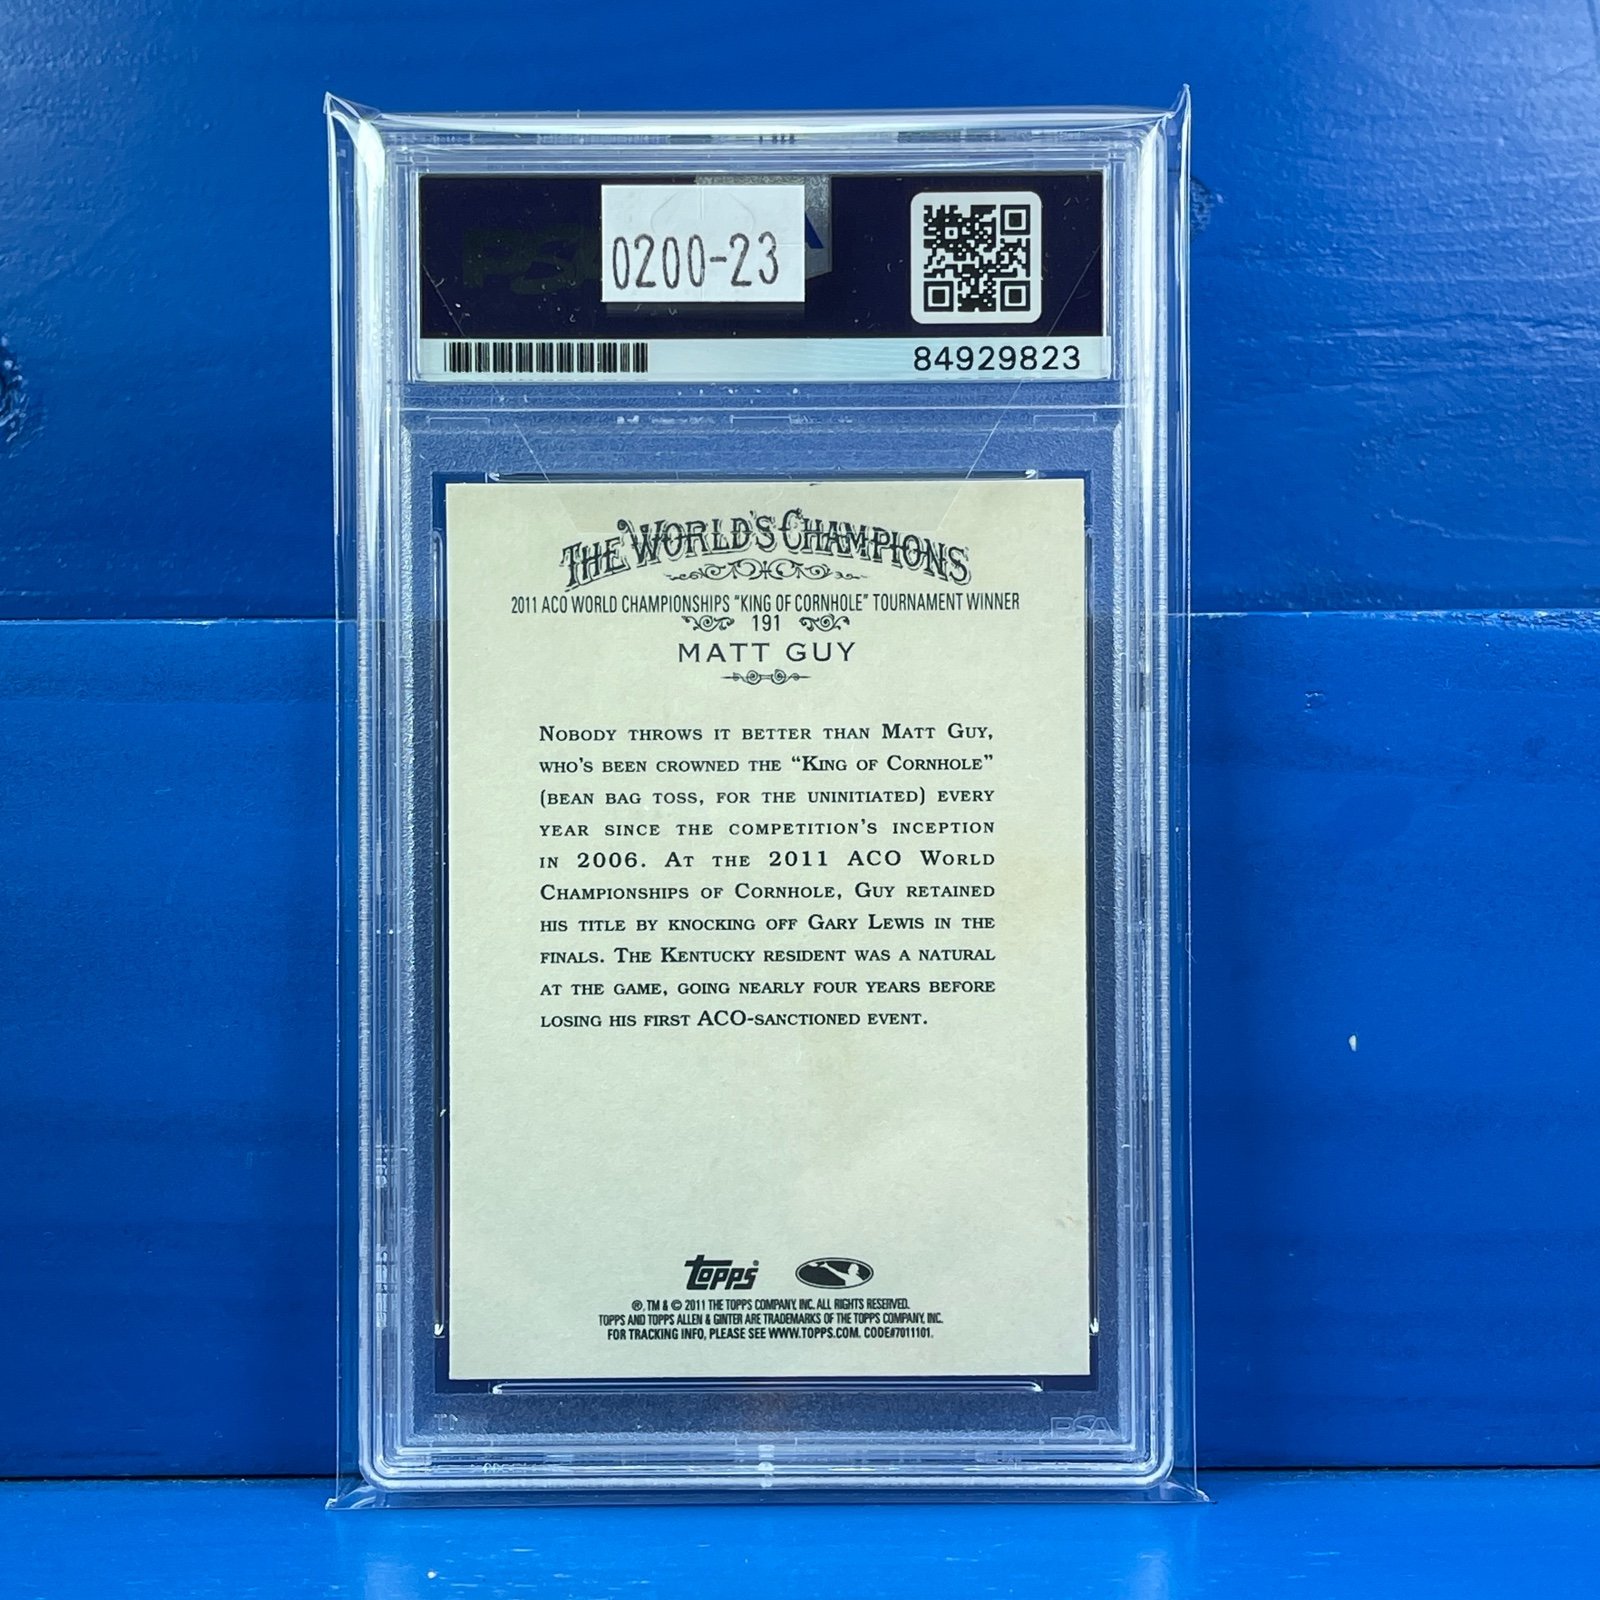 0200-23
84929823
THE WORLD'S CHAMPIONS
2011 ACO WORLD CHAMPIONSHIPS "KING OF CORNHOLE" TOURNAMENT WINNER
191
MATT GUY
NOBODY THROWS IT BETTER THAN MATT GUY,
WHO'S BEEN CROWNED THE "KING OF CORNHOLE"
(BEAN BAG TOSS, FOR THE UNINITIATED) EVERY
YEAR SINCE THE COMPETITION'S INCEPTION
IN 2006. AT THE 2011 ACO WORLD
CHAMPIONSHIPS OF CORNHOLE, GUY RETAINED
HIS TITLE BY KNOCKING OFF GARY LEWIS IN THE
FINALS. THE KENTUCKY RESIDENT WAS A NATURAL
AT THE GAME, GOING NEARLY FOUR YEARS BEFORE
LOSING HIS FIRST ACO-SANCTIONED EVENT.
Topps®
®, TM & © 2011 THE TOPPS COMPANY, INC. ALL RIGHTS RESERVED.
TOPPS AND TOPPS ALLEN & GINTER ARE TRADEMARKS OF THE TOPPS COMPANY, INC.
FOR TRACKING INFO, PLEASE SEE WWW.TOPPS.COM. CODE#7011101.
PSA